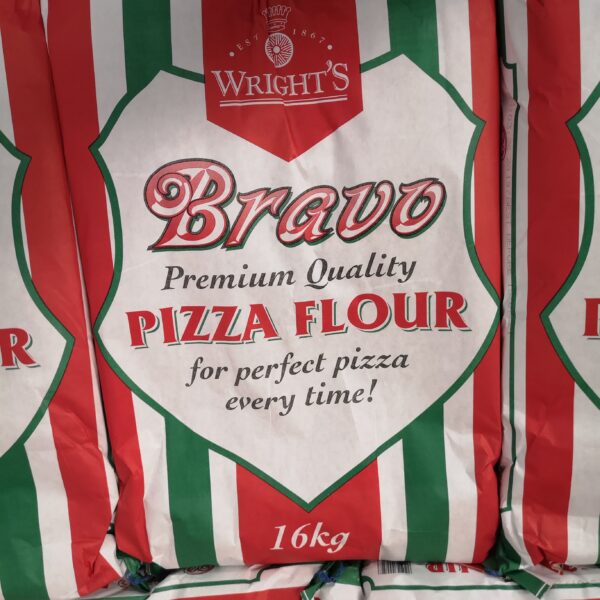 EST 1867
WRIGHT'S
Bravo
Premium Quality
PIZZA FLOUR
for perfect pizza
every time!
16kg
R